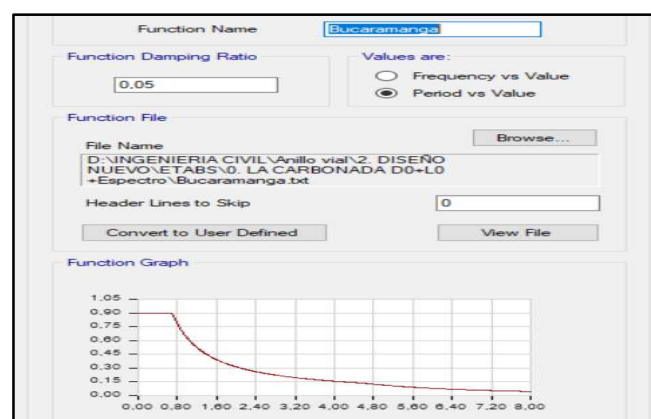 Function Name
Bucaramanga
Function Damping Ratio
0.05
Values are:
Frequency vs Value
Period vs Value
Function File
File Name
Browse...
D:\INGENIERIA CIVIL\Anillo vial\2. DISEÑO
NUEVO\ETABS\0. LA CARBONADA D0+L0
+Espectro\Bucaramanga.txt
Header Lines to Skip
0
Convert to User Defined
View File
Function Graph
1.05
0.90
0.75
0.60
0.45
0.30
0.15
0.00
0.00 0.80 1.60 2.40 3.20 4.00 4.80 5.60 6.40 7.20 8.00